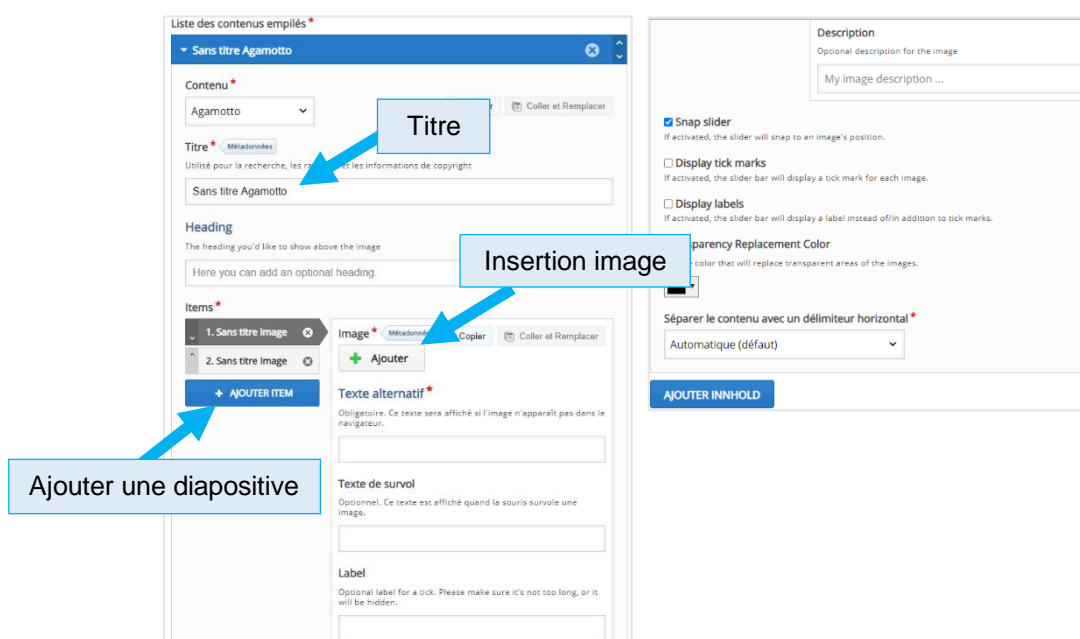 Liste des contenus empilés *
Sans titre Agamotto
Contenu *
Agamotto
Coller et Remplacer
Titre
Titre * Métadonnées
Utilisé pour la recherche, les et les informations de copyright
Sans titre Agamotto
Heading
The heading you'd like to show above the image
Here you can add an optional heading.
Insertion image
Items *
1. Sans titre Image
2. Sans titre Image
+ AJOUTER ITEM
Ajouter une diapositive
Image * Copier Coller et Remplacer
Ajouter
Texte alternatif *
Obligatoire. Ce texte sera affiché si l'image n'apparaît pas dans le
navigateur.
Texte de survol
Optionnel. Ce texte est affiché quand la souris survole une
image.
Label
Optional label for a tick. Please make sure it's not too long, or it
will be hidden.
Description
Optional description for the image
My image description ...
Snap slider
If activated, the slider will snap to an image's position.
Display tick marks
If activated, the slider bar will display a tick mark for each image.
Display labels
If activated, the slider bar will display a label instead of/in addition to tick marks.
Replacement Color
color that will replace transparent areas of the images.
Séparer le contenu avec un délimiteur horizontal *
Automatique (défaut)
AJOUTER INNHOLD